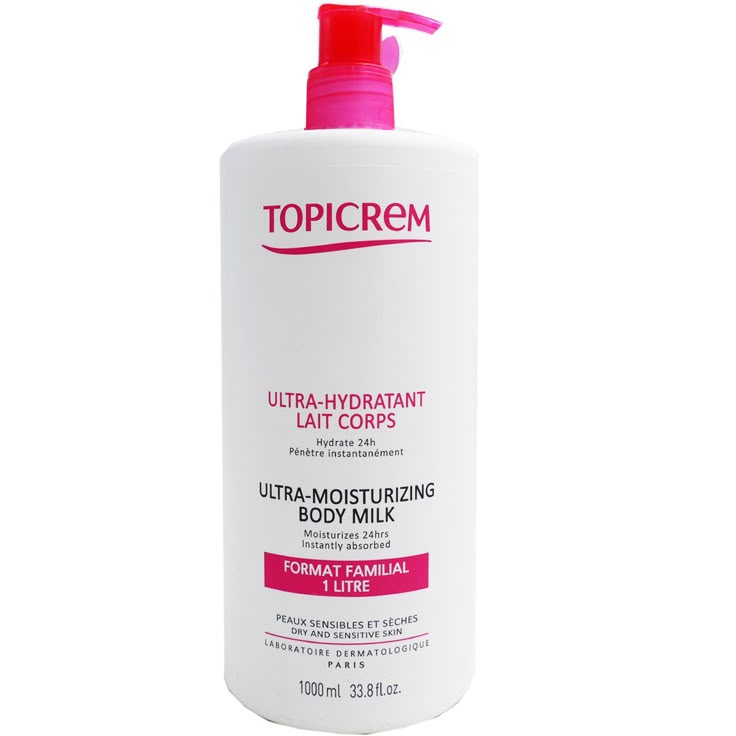 TOPICREM
ULTRA-HYDRATANT
LAIT CORPS
Hydrate 24h
Pénètre instantanément
ULTRA-MOISTURIZING
BODY MILK
Moisturizes 24hrs
Instantly absorbed
FORMAT FAMILIAL
1 LITRE
PEAUX SENSIBLES ET SÈCHES
DRY AND SENSITIVE SKIN
LABORATOIRE DERMATOLOGIQUE
PARIS
1000 ml 33.8 fl.oz.